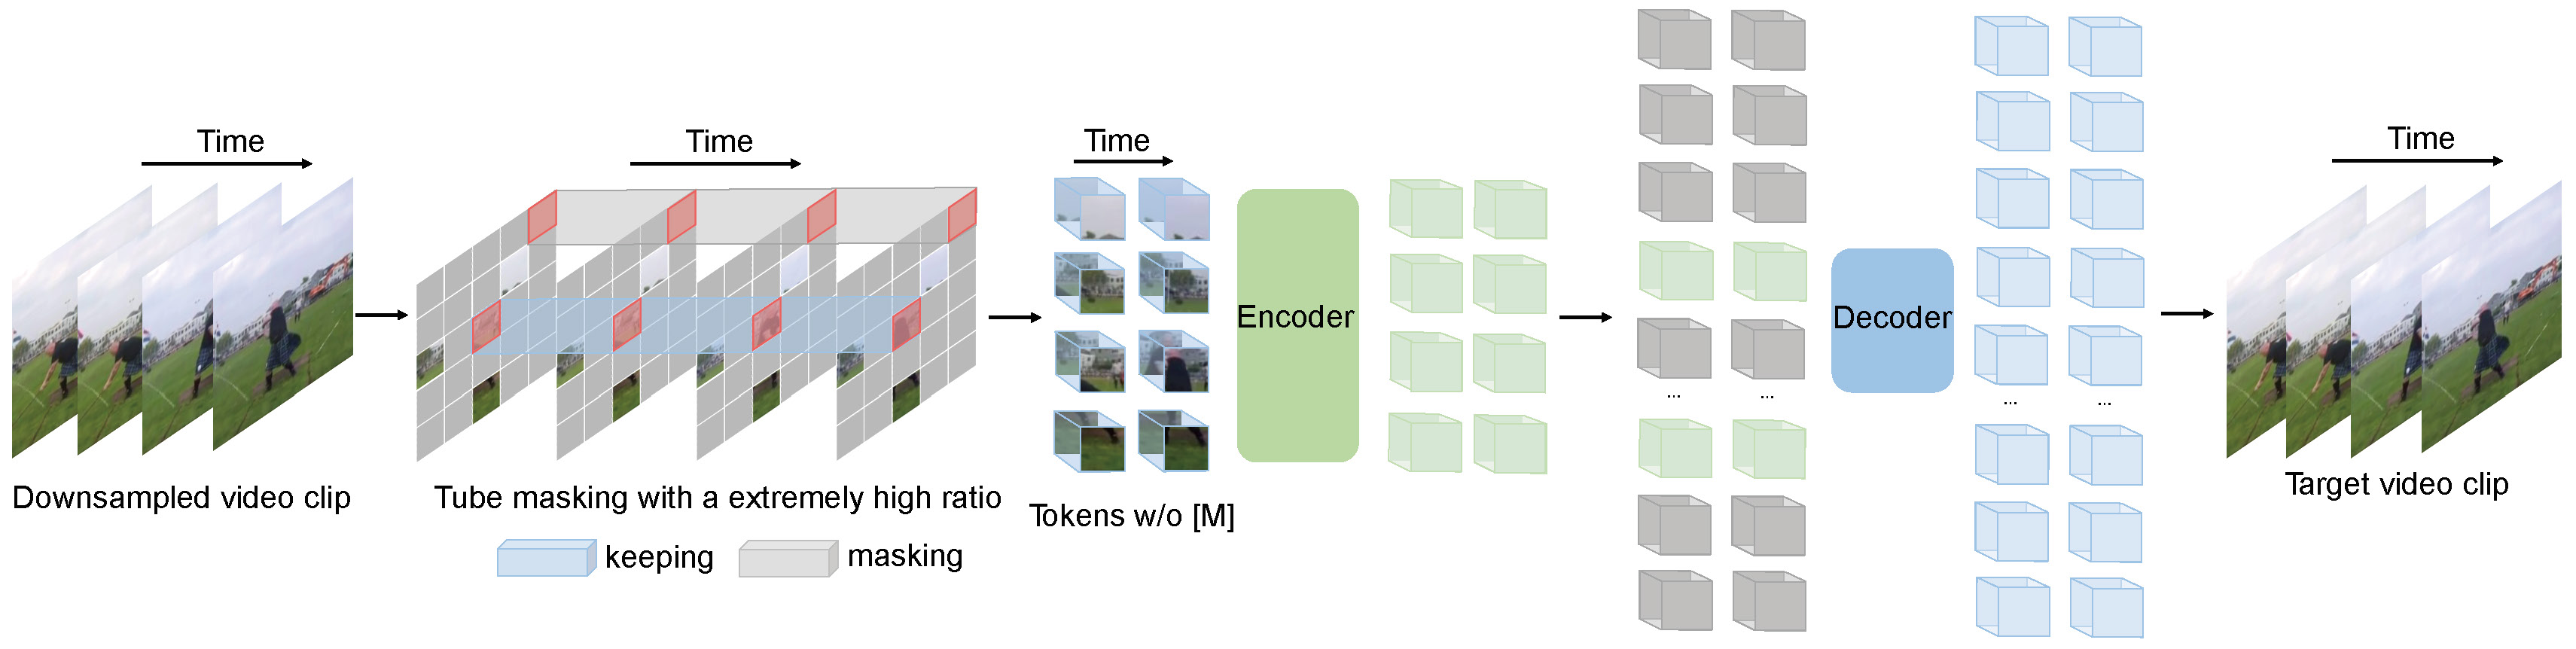 Time
Time
Time
Time
Encoder
Decoder
...
...
...
...
Downsampled video clip
Tube masking with a extremely high ratio
Tokens w/o [M]
Target video clip
keeping
masking